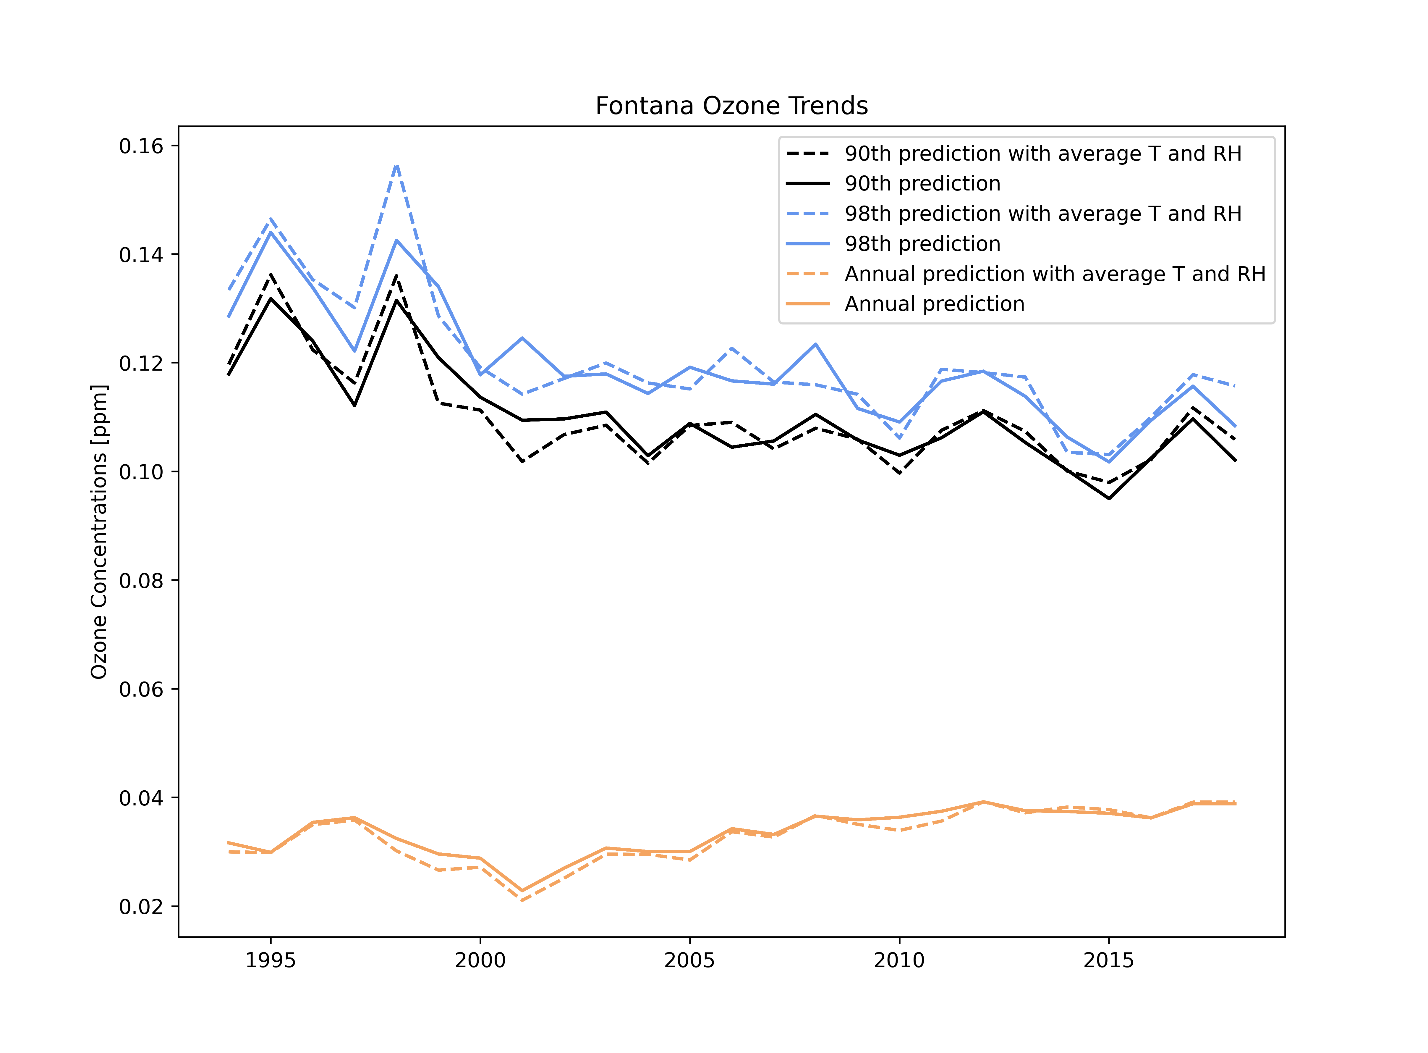 Fontana Ozone Trends
0.16
0.14
0.12
0.10
0.08
0.06
0.04
0.02
Ozone Concentrations [ppm]
90th prediction with average T and RH
90th prediction
98th prediction with average T and RH
98th prediction
Annual prediction with average T and RH
Annual prediction
1995
2000
2005
2010
2015